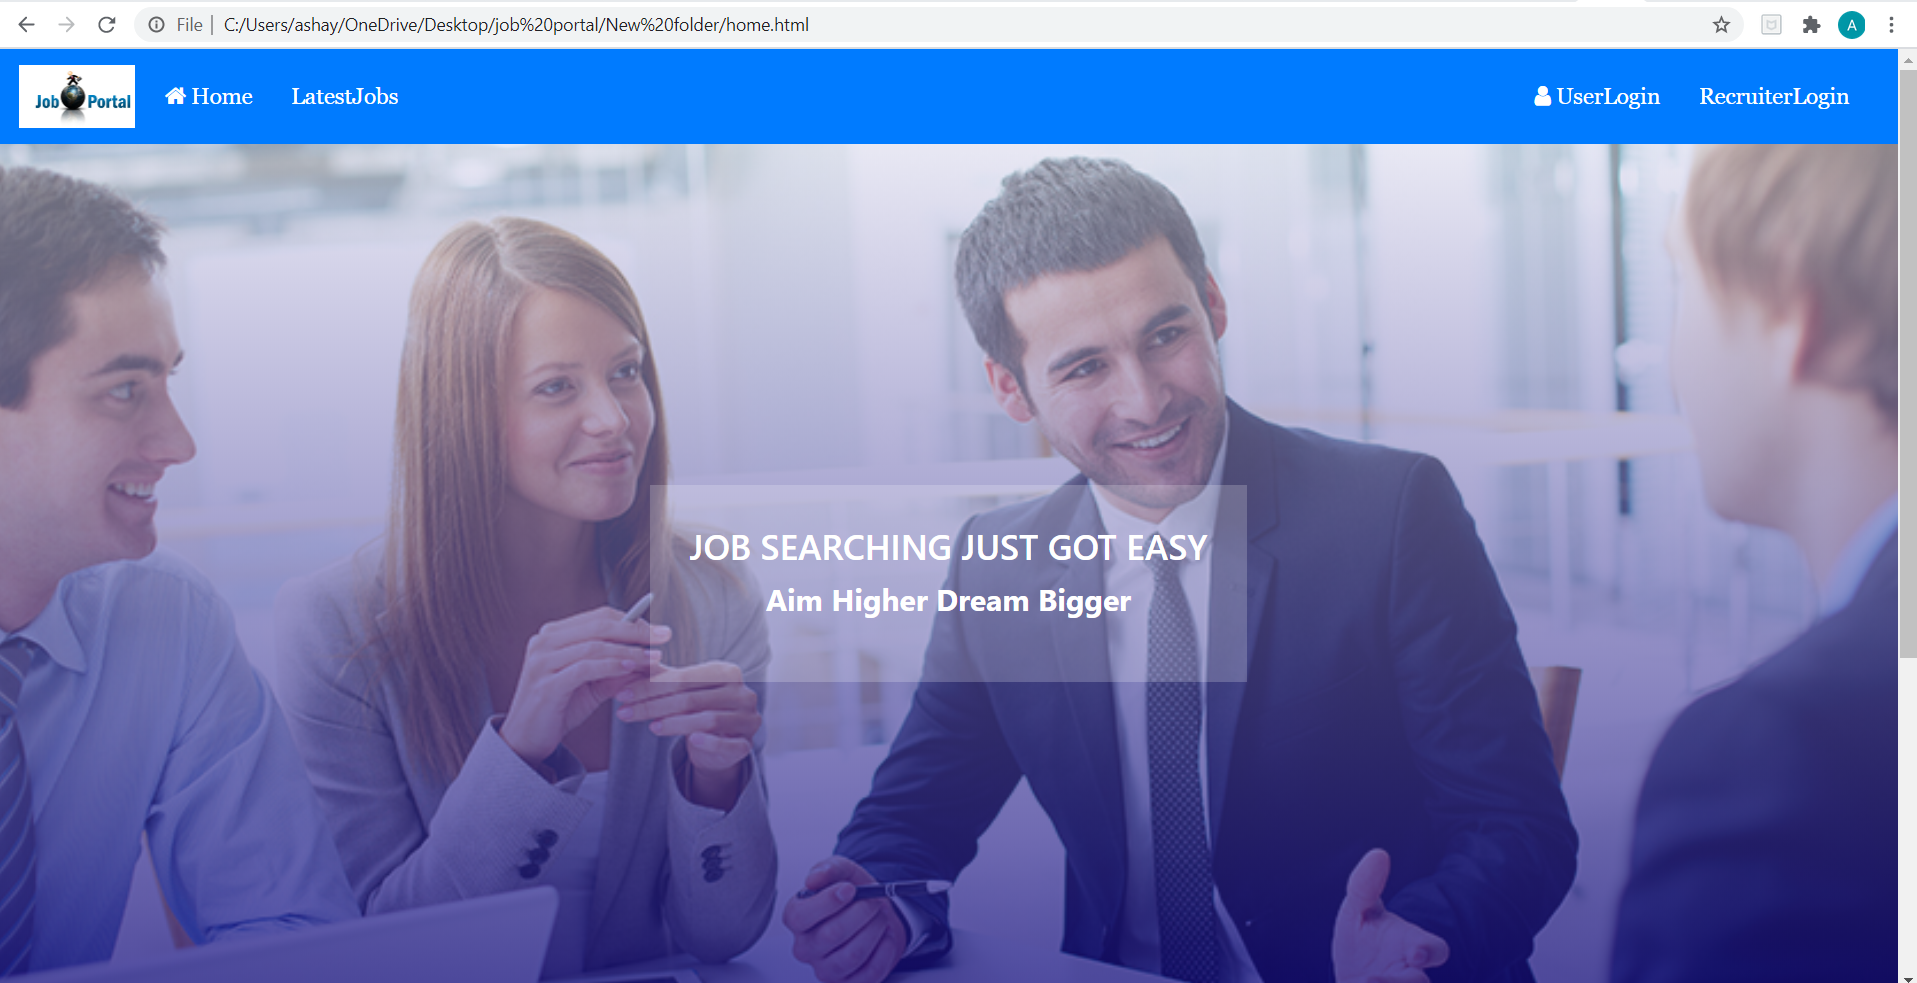 File | C:/Users/ashay/OneDrive/Desktop/job%20portal/New%20folder/home.html
A
Job Portal Home LatestJobs UserLogin RecruiterLogin
JOB SEARCHING JUST GOT EASY
Aim Higher Dream Bigger